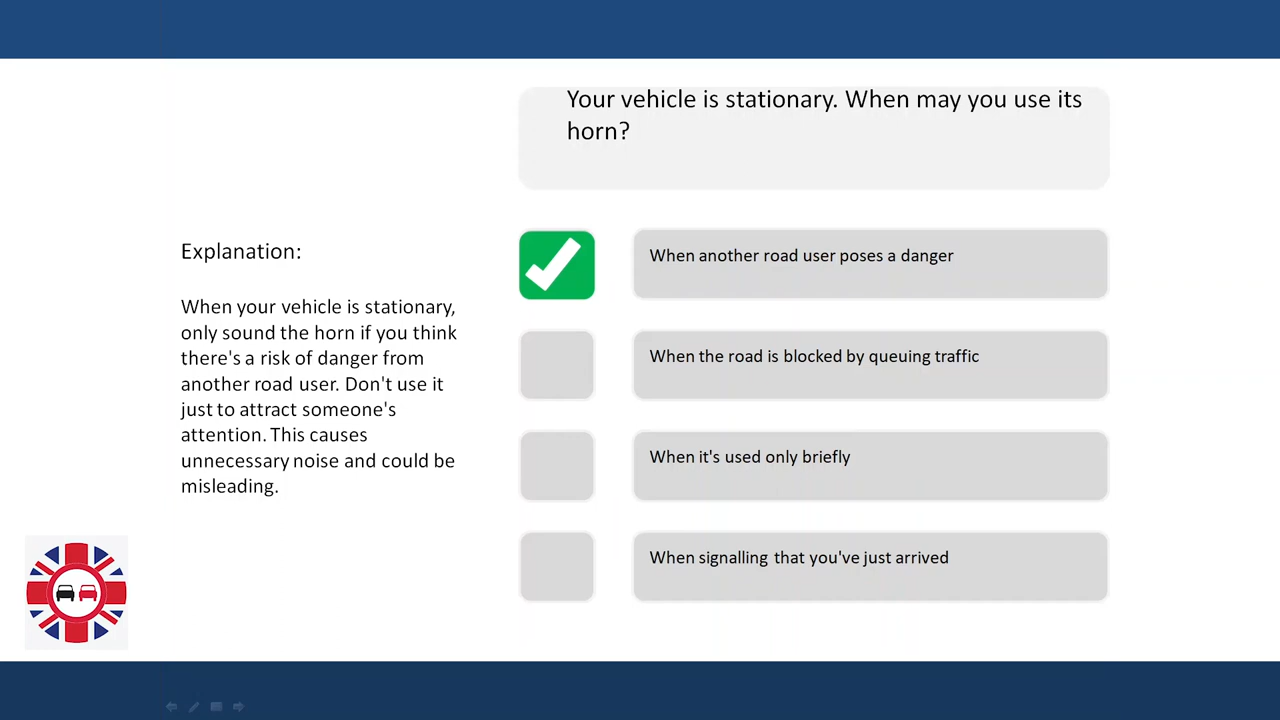 Your vehicle is stationary. When may you use its
horn?
Explanation:
When your vehicle is stationary,
only sound the horn if you think
there's a risk of danger from
another road user. Don't use it
just to attract someone's
attention. This causes
unnecessary noise and could be
misleading.
When another road user poses a danger
When the road is blocked by queuing traffic
When it's used only briefly
When signalling that you've just arrived